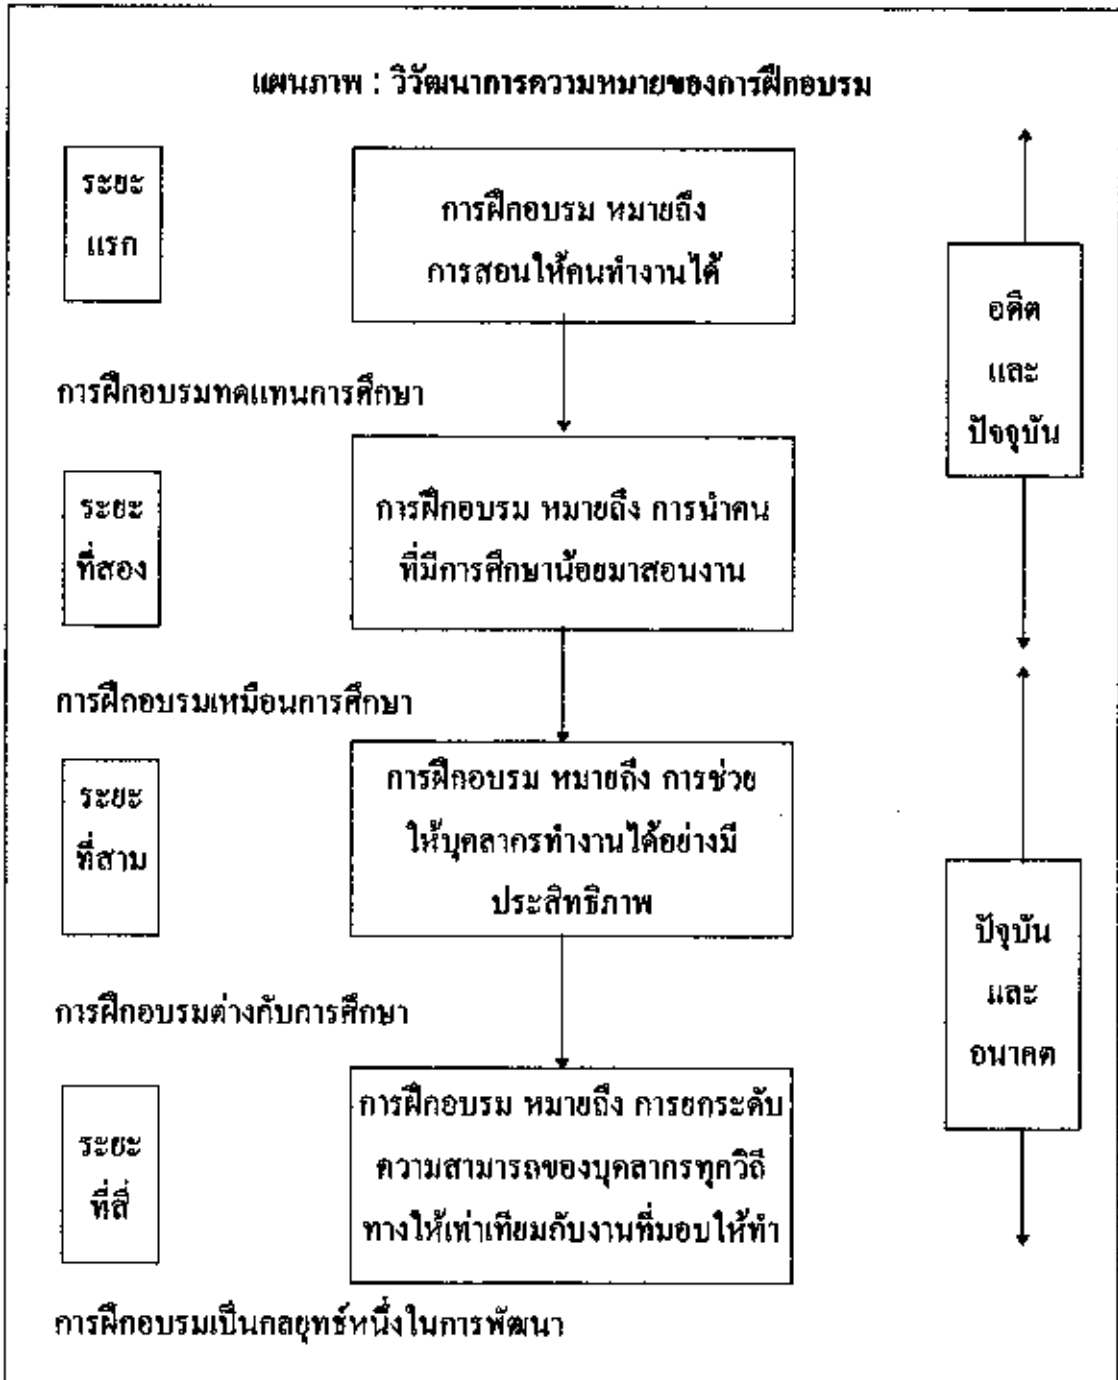 แผนภาพ : วิวัฒนาการความหมายของการฝึกอบรม
ระยะ
แรก
การฝึกอบรม หมายถึง
การสอนให้คนทำงานได้
อดีต
และ
ปัจจุบัน
การฝึกอบรมทดแทนการศึกษา
ระยะ
ที่สอง
การฝึกอบรม หมายถึง การนำคน
ที่มีการศึกษาน้อยมาสอนงาน
การฝึกอบรมเหมือนการศึกษา
ระยะ
ที่สาม
การฝึกอบรม หมายถึง การช่วย
ให้บุคลากรทำงานได้อย่างมี
ประสิทธิภาพ
ปัจุบัน
และ
อนาคต
การฝึกอบรมต่างกับการศึกษา
ระยะ
ที่สี่
การฝึกอบรม หมายถึง การยกระดับ
ความสามารถของบุคลากรทุกวิถี
ทางให้เท่าเทียมกับงานที่มอบให้ทำ
การฝึกอบรมเป็นกลยุทธ์หนึ่งในการพัฒนา